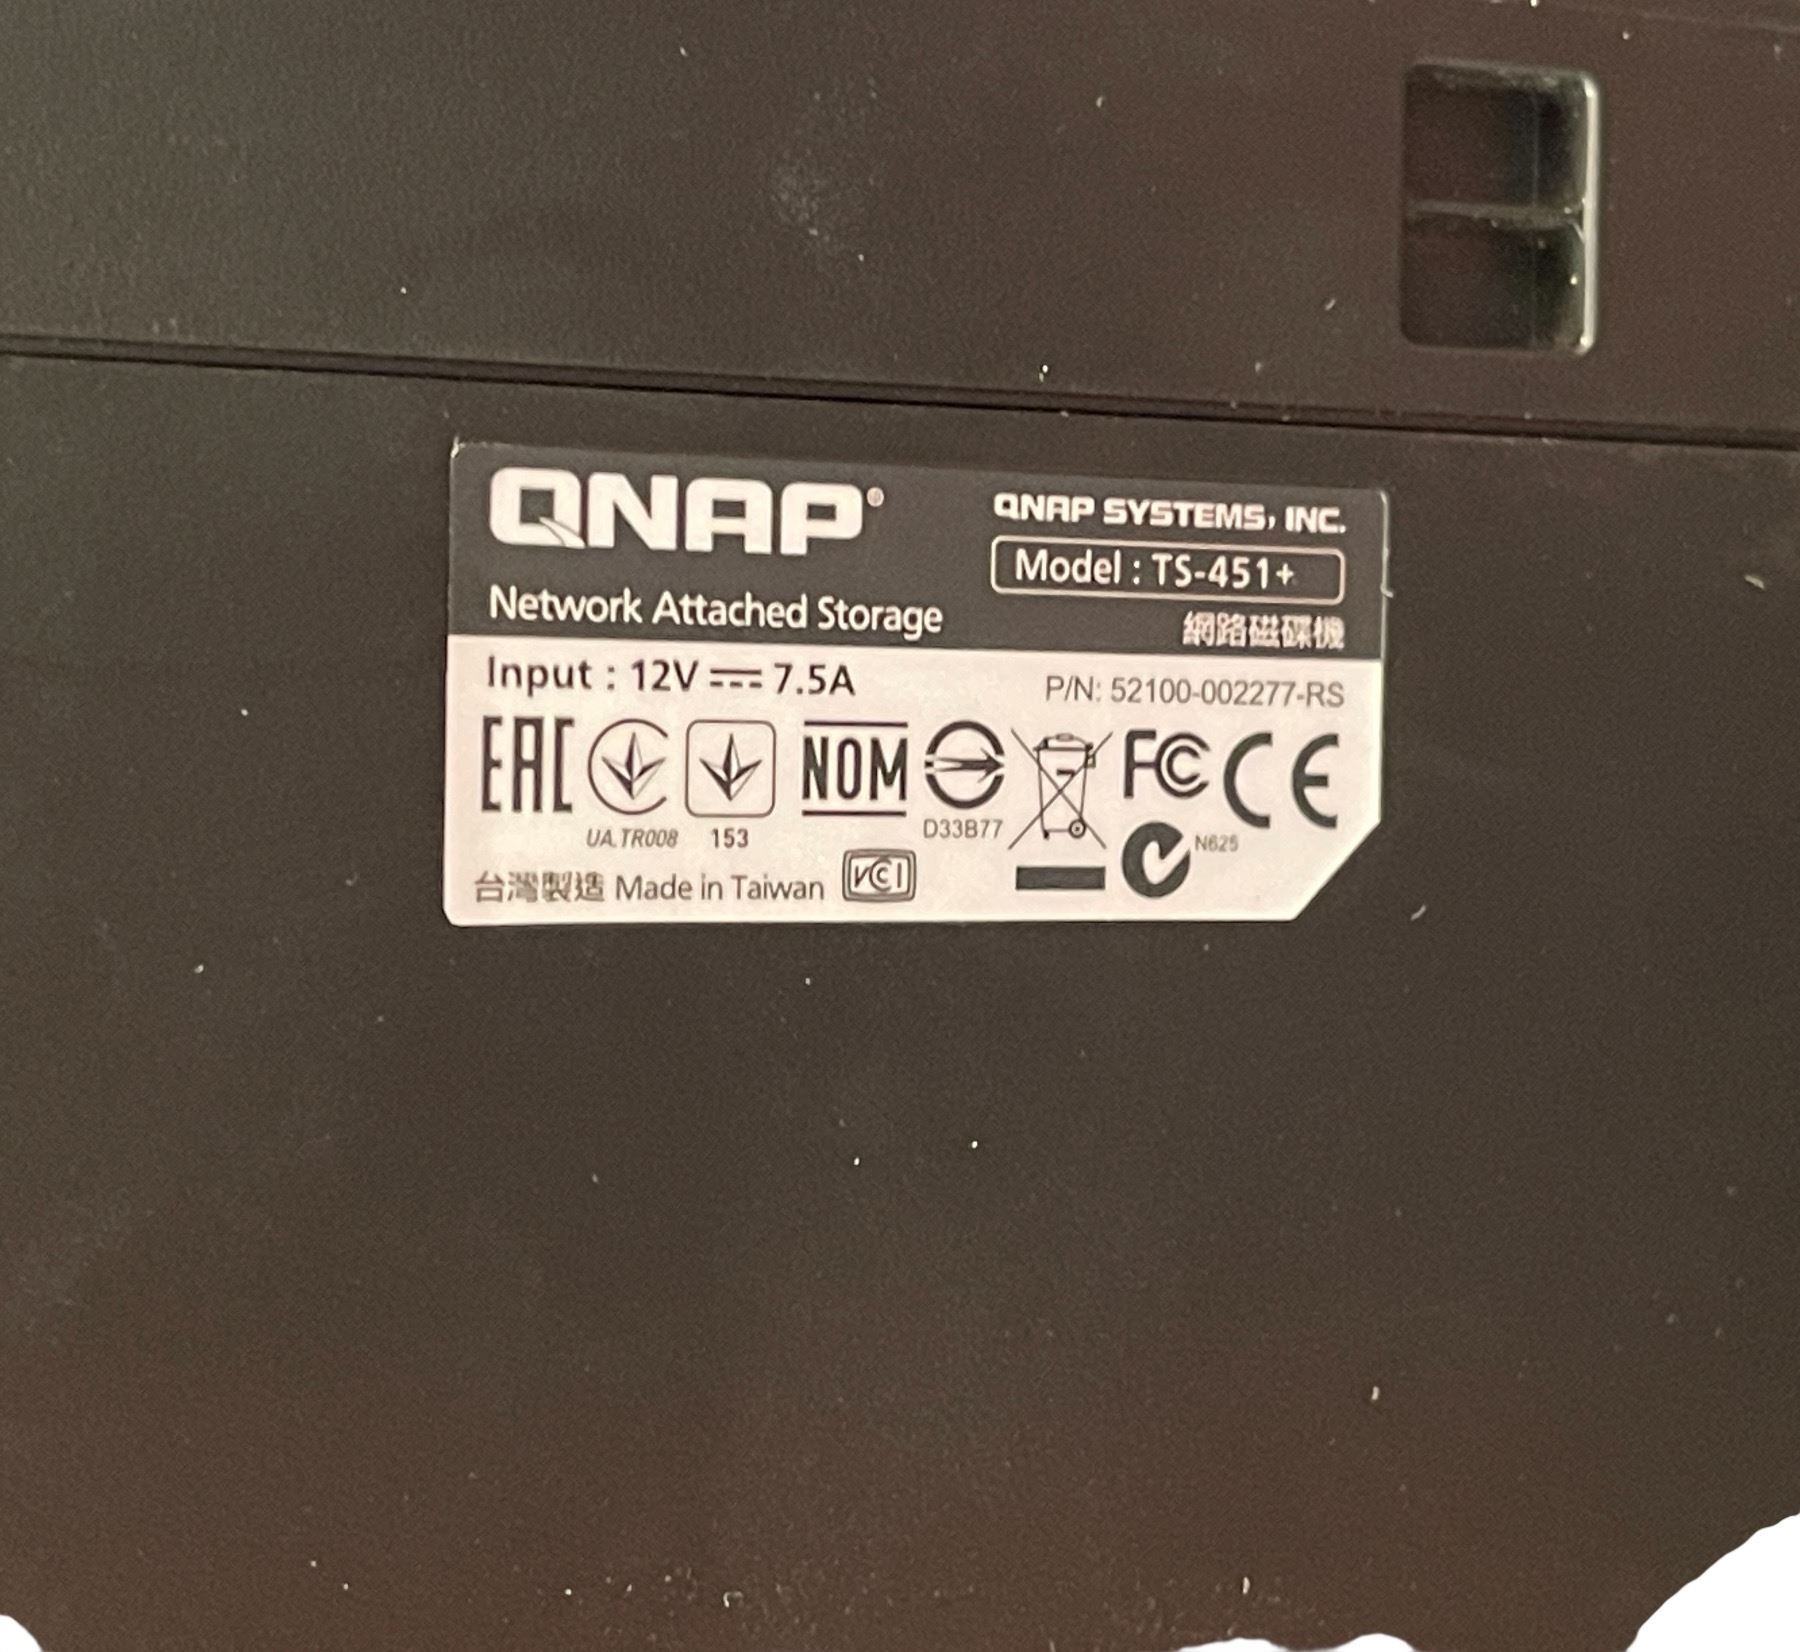 QNAP®
QNAP SYSTEMS, INC.
Model : TS-451+
Network Attached Storage
網路磁碟機
Input : 12V ⎓ 7.5A
P/N: 52100-002277-RS
EAC
NOM
FC
CE
UA.TR008
153
D33B77
N625
台灣製造 Made in Taiwan
VCCI